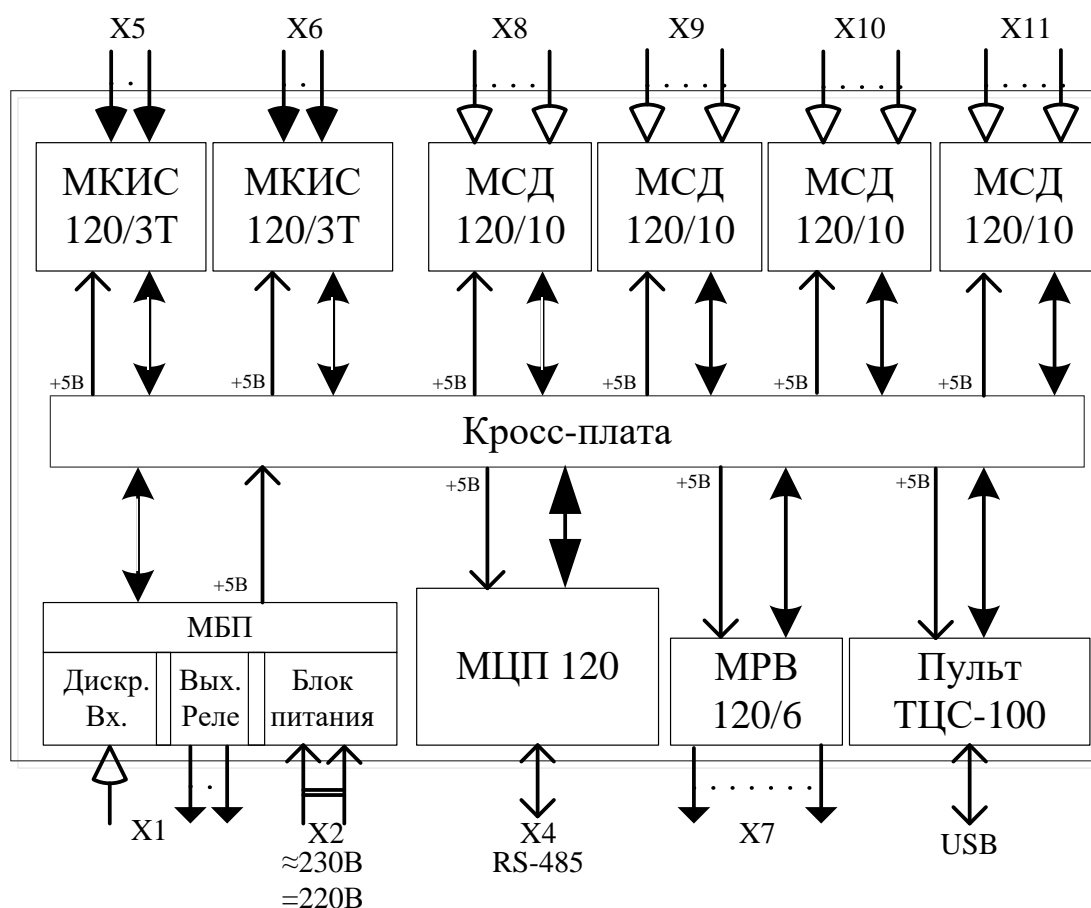 X5
X6
X8
X9
X10
X11
МКИС
120/3Т
МКИС
120/3Т
МСД
120/10
МСД
120/10
МСД
120/10
МСД
120/10
+5В
+5В
+5В
+5В
+5В
+5В
Кросс-плата
+5В
+5В
+5В
+5В
МБП
Дискр.
Вх.
Вых.
Реле
Блок
питания
МЦП 120
МРВ
120/6
Пульт
ТЦС-100
X1
X2
≈230В
=220В
X4
RS-485
X7
USB